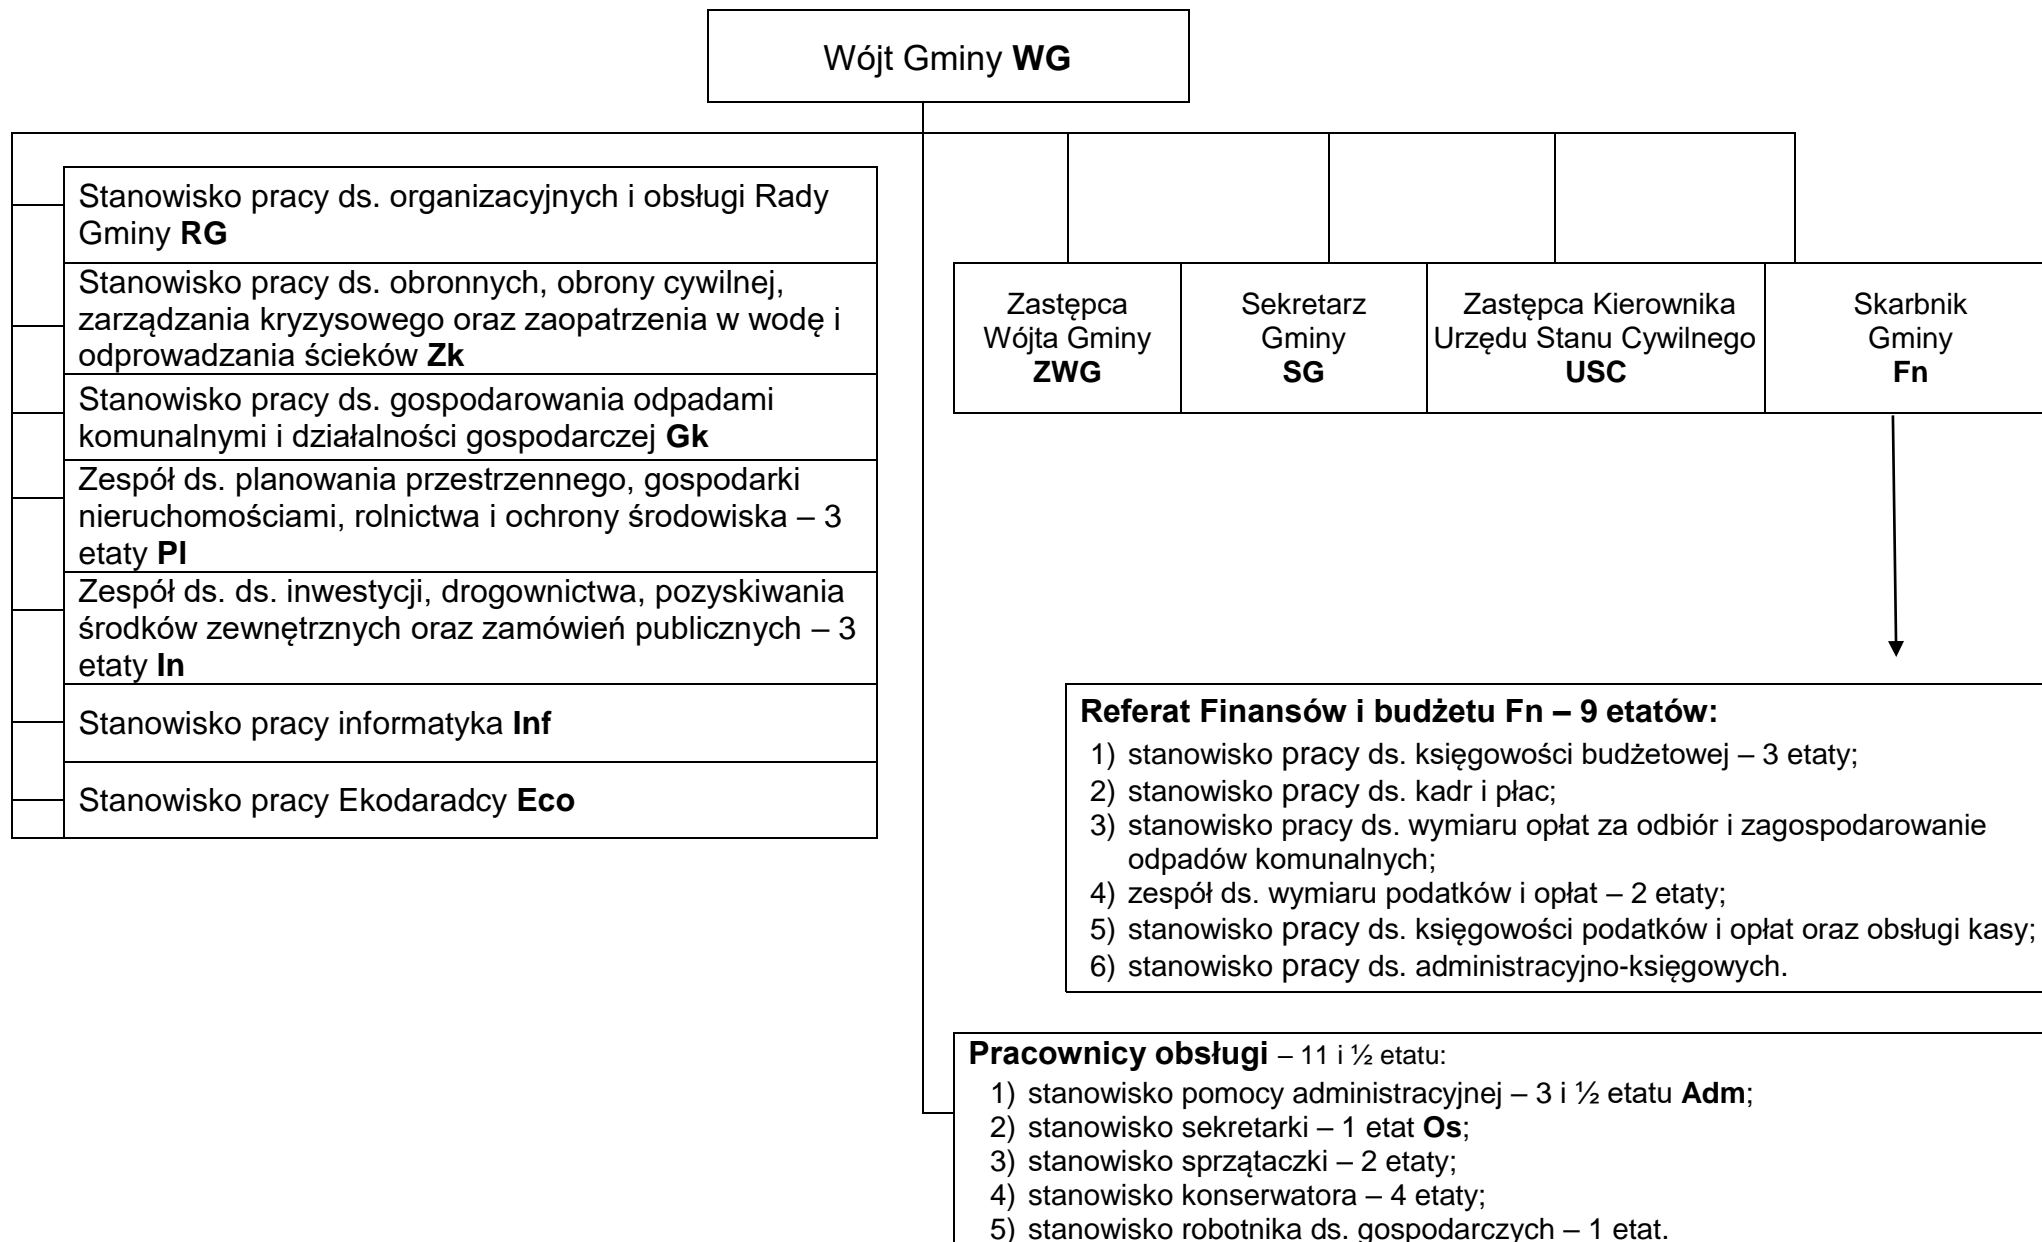 Wójt Gminy WG
Stanowisko pracy ds. organizacyjnych i obsługi Rady
Gminy RG
Stanowisko pracy ds. obronnych, obrony cywilnej,
zarządzania kryzysowego oraz zaopatrzenia w wodę i
odprowadzania ścieków Zk
Stanowisko pracy ds. gospodarowania odpadami
komunalnymi i działalności gospodarczej Gk
Zespół ds. planowania przestrzennego, gospodarki
nieruchomościami, rolnictwa i ochrony środowiska – 3
etaty Pl
Zespół ds. ds. inwestycji, drogownictwa, pozyskiwania
środków zewnętrznych oraz zamówień publicznych – 3
etaty In
Stanowisko pracy informatyka Inf
Stanowisko pracy Ekodaradcy Eco
Zastępca
Wójta Gminy
ZWG
Sekretarz
Gminy
SG
Zastępca Kierownika
Urzędu Stanu Cywilnego
USC
Skarbnik
Gminy
Fn
Referat Finansów i budżetu Fn – 9 etatów:
1) stanowisko pracy ds. księgowości budżetowej – 3 etaty;
2) stanowisko pracy ds. kadr i płac;
3) stanowisko pracy ds. wymiaru opłat za odbiór i zagospodarowanie
odpadów komunalnych;
4) zespół ds. wymiaru podatków i opłat – 2 etaty;
5) stanowisko pracy ds. księgowości podatków i opłat oraz obsługi kasy;
6) stanowisko pracy ds. administracyjno-księgowych.
Pracownicy obsługi – 11 i ½ etatu:
1) stanowisko pomocy administracyjnej – 3 i ½ etatu Adm;
2) stanowisko sekretarki – 1 etat Os;
3) stanowisko sprzątaczki – 2 etaty;
4) stanowisko konserwatora – 4 etaty;
5) stanowisko robotnika ds. gospodarczych – 1 etat.